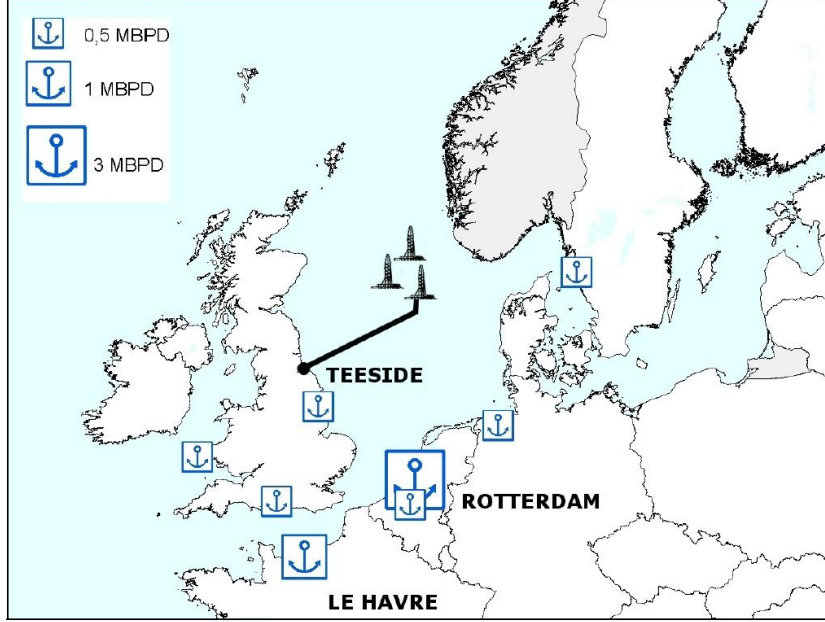 0,5 MBPD
1 MBPD
3 MBPD
TEESIDE
ROTTERDAM
LE HAVRE